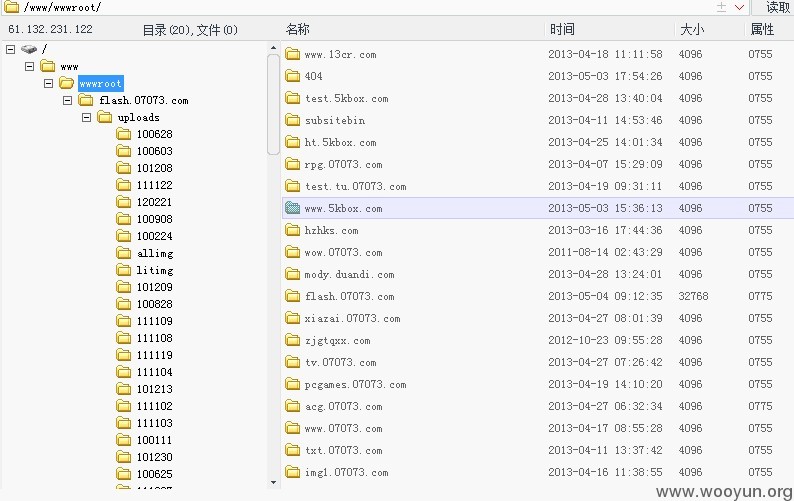 /www/wwwroot/ 读取
61.132.231.122 目录(20),文件(0) 名称 时间 大小 属性
/
www
wwwroot
flash.07073.com
uploads
100628
100603
101208
111122
120221
100908
100224
allimg
litimg
101209
100828
111109
111108
111119
111104
101213
111102
111103
100111
101230
100625
www.13cr.com 2013-04-18 11:11:58 4096 0755
404 2013-05-03 17:54:26 4096 0755
test.5kbox.com 2013-04-28 13:40:04 4096 0755
subsitebin 2013-04-11 14:53:46 4096 0755
ht.5kbox.com 2013-04-25 14:01:34 4096 0755
rpg.07073.com 2013-04-07 15:29:09 4096 0755
test.tu.07073.com 2013-04-19 09:31:11 4096 0755
www.5kbox.com 2013-05-03 15:36:13 4096 0755
hzhks.com 2013-03-16 17:44:36 4096 0755
wow.07073.com 2011-08-14 02:43:29 4096 0755
mody.duandi.com 2013-04-28 13:24:01 4096 0755
flash.07073.com 2013-05-04 09:12:35 32768 0775
xiazai.07073.com 2013-04-27 08:01:39 4096 0755
zjgtqxx.com 2012-10-23 09:55:28 4096 0755
tv.07073.com 2013-04-27 07:26:42 4096 0755
pcgames.07073.com 2013-04-19 14:10:20 4096 0755
acg.07073.com 2013-04-27 06:32:34 4096 0775
www.07073.com 2013-04-17 08:55:28 4096 0755
txt.07073.com 2013-04-11 13:37:42 4096 0755
img1.07073.com 2013-04-16 11:38:55 4096 0755
www.wooyun.org